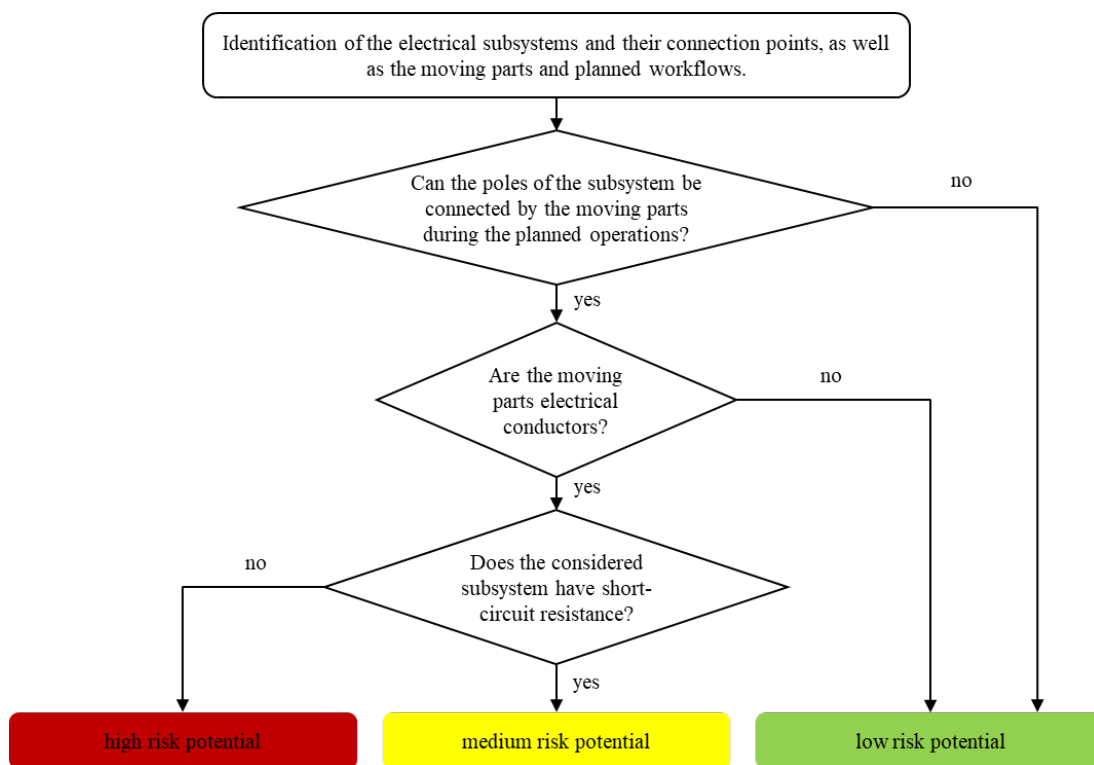 Identification of the electrical subsystems and their connection points, as well
as the moving parts and planned workflows.
Can the poles of the subsystem be
connected by the moving parts
during the planned operations?
no
yes
Are the moving
parts electrical
conductors?
no
yes
Does the considered
subsystem have short-
circuit resistance?
no
yes
high risk potential
medium risk potential
low risk potential